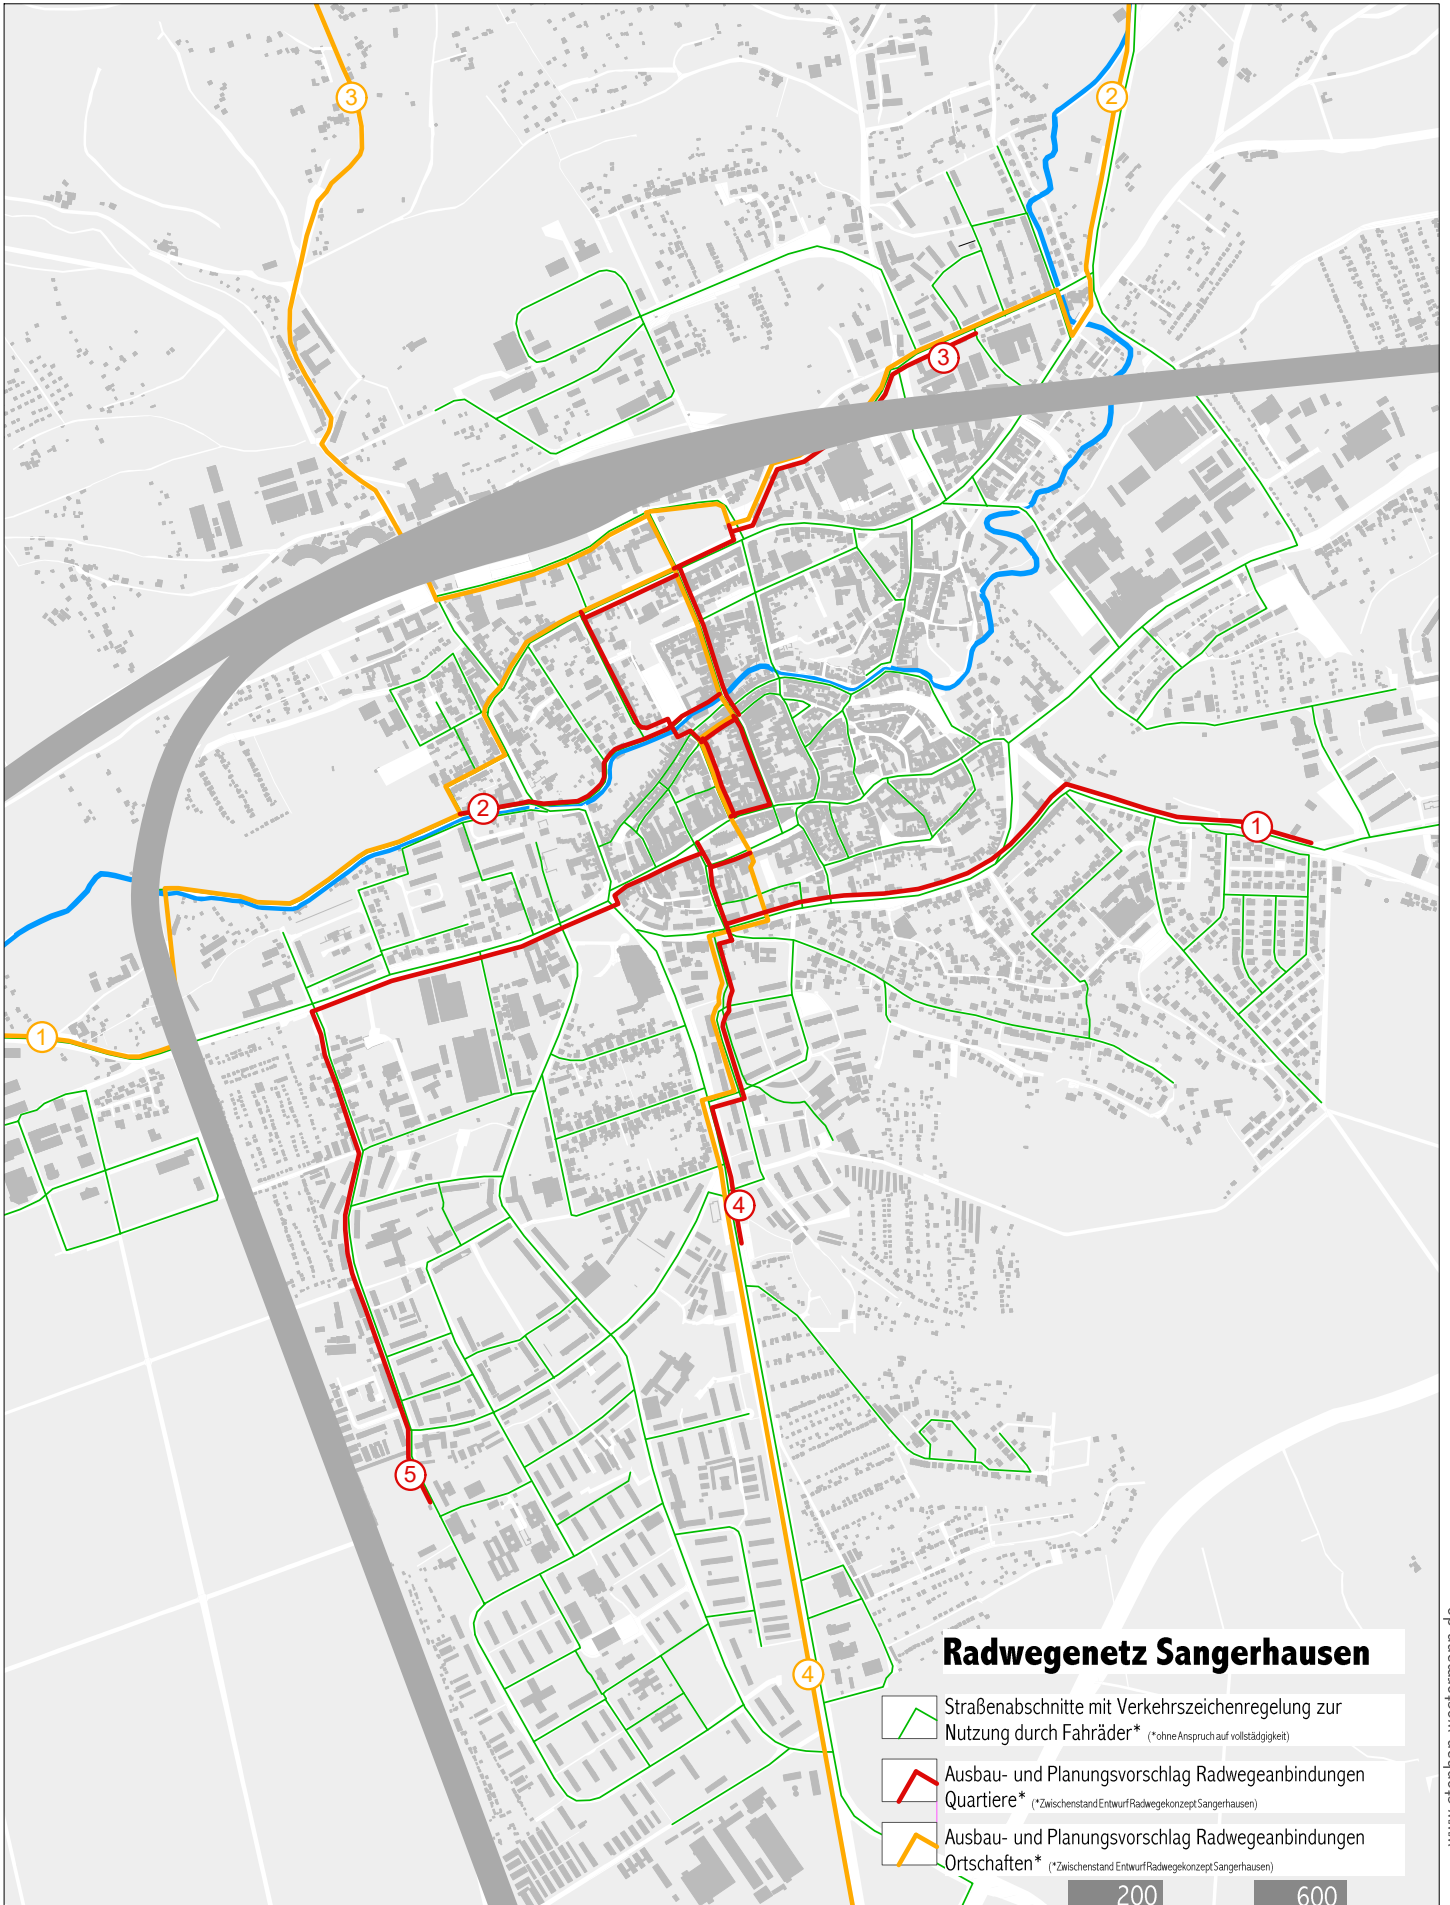 3
2
3
2
1
1
4
5
4
Radwegenetz Sangerhausen
Straßenabschnitte mit Verkehrszeichenregelung zur
Nutzung durch Fahräder* (*ohne Anspruch auf vollstädgigkeit)
Ausbau- und Planungsvorschlag Radwegeanbindungen
Quartiere* (*Zwischenstand Entwurf Radwegekonzept Sangerhausen)
Ausbau- und Planungsvorschlag Radwegeanbindungen
Ortschaften* (*Zwischenstand Entwurf Radwegekonzept Sangerhausen)
200 600